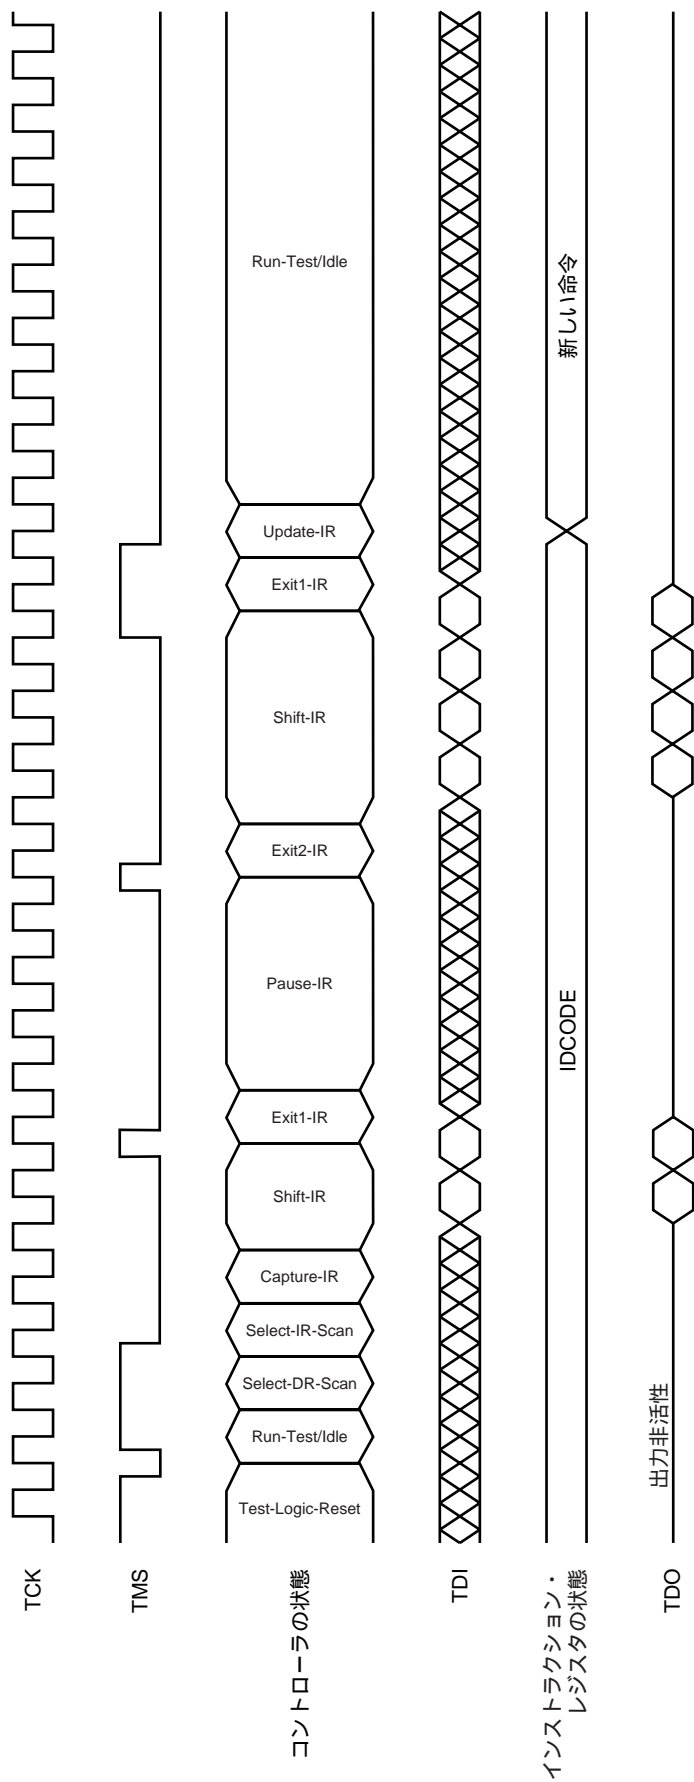 TCK
TMS
コントローラの状態
Test-Logic-Reset
Run-Test/Idle
Select-DR-Scan
Select-IR-Scan
Capture-IR
Shift-IR
Exit1-IR
Pause-IR
Exit2-IR
Shift-IR
Exit1-IR
Update-IR
Run-Test/Idle
TDI
インストラクション・
レジスタの状態
IDCODE
新しい命令
TDO
出力非活性